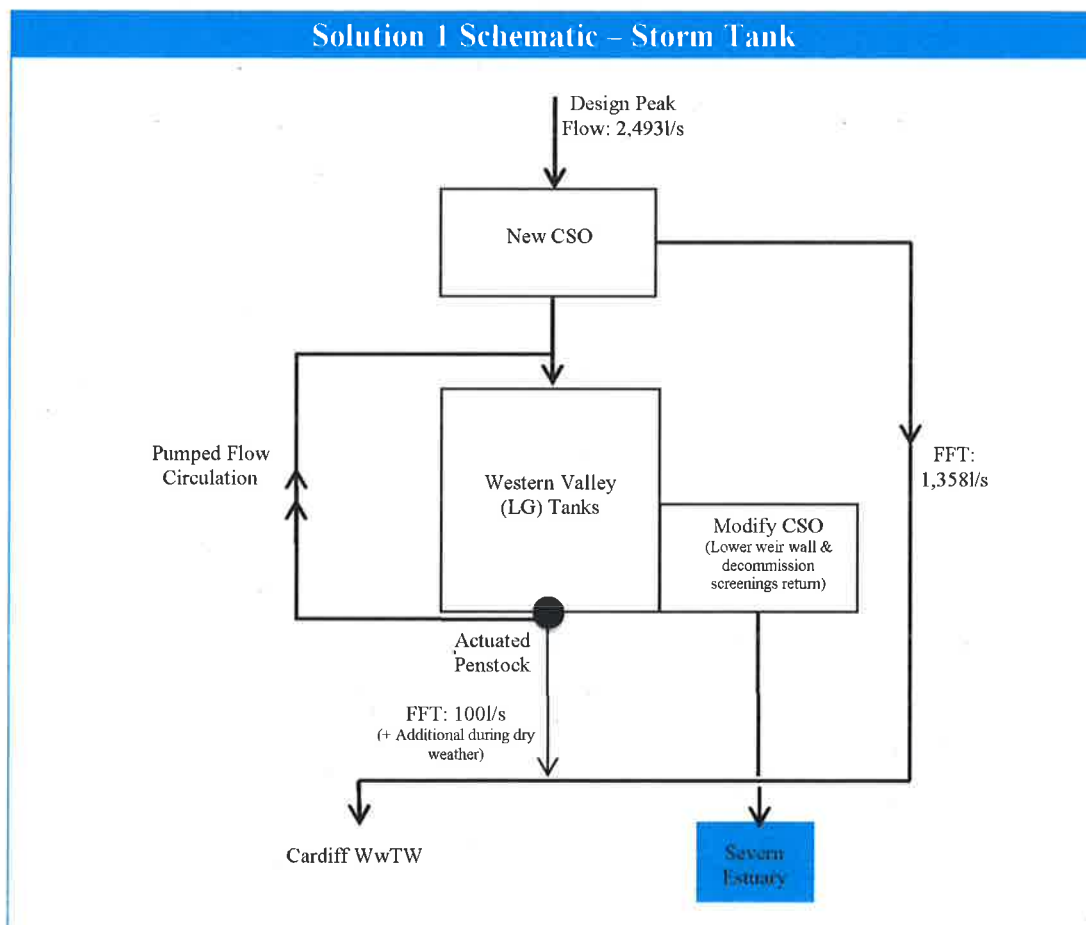 Solution 1 Schematic – Storm Tank
Design Peak
Flow: 2,493l/s
New CSO
Pumped Flow
Circulation
FFT:
1,358l/s
Western Valley
(LG) Tanks
Modify CSO
(Lower weir wall &
decommission
screenings return)
Actuated
Penstock
FFT: 100l/s
(+ Additional during dry
weather)
Cardiff WwTW
Severn
Estuary